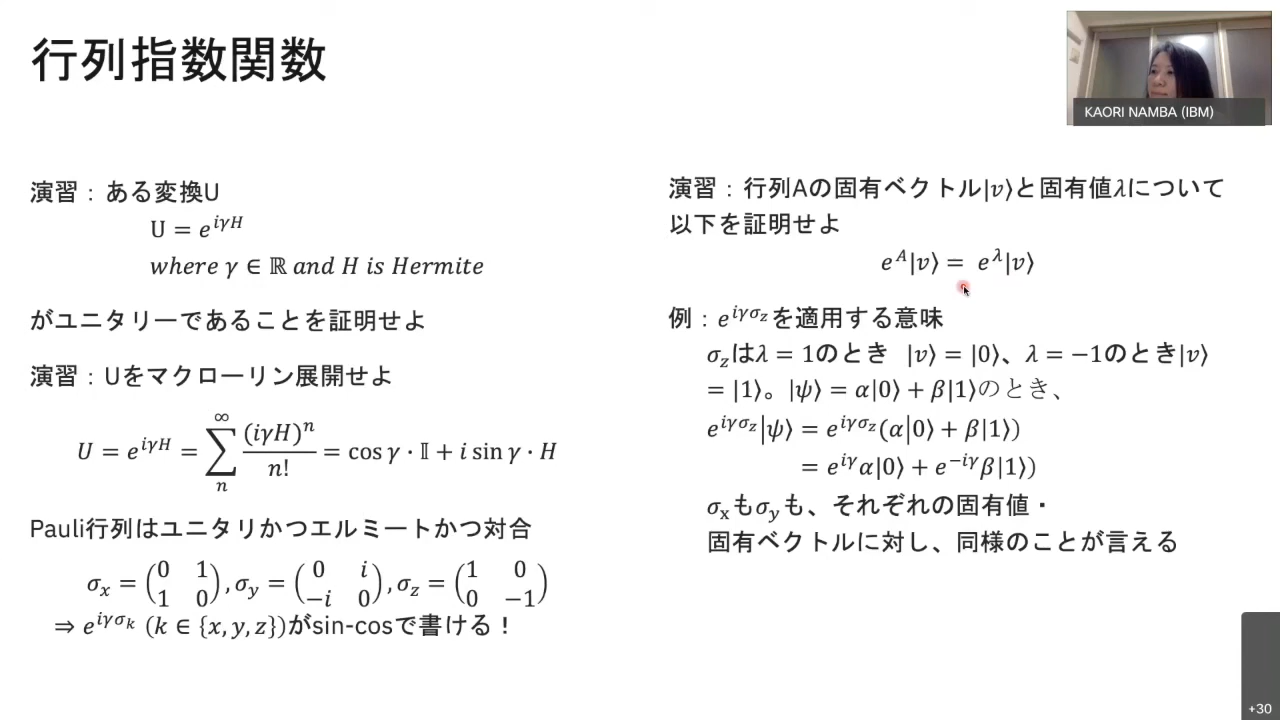 行列指数関数
KAORI NAMBA (IBM)
演習：ある変換U
U = e^{iγH}
where γ ∈ ℝ and H is Hermite
がユニタリーであることを証明せよ
演習：Uをマクローリン展開せよ
U = e^{iγH} = ∑_{n}^{∞} (iγH)^n / n! = cos γ · 𝕀 + i sin γ · H
Pauli行列はユニタリかつエルミートかつ対合
σ_x = (0 1 / 1 0), σ_y = (0 i / −i 0), σ_z = (1 0 / 0 −1)
⇒ e^{iγσ_k} (k ∈ {x, y, z})がsin-cosで書ける！
演習：行列Aの固有ベクトル|v⟩と固有値λについて
以下を証明せよ
e^A|v⟩ = e^λ|v⟩
例：e^{iγσ_z}を適用する意味
σ_zはλ = 1のとき |v⟩ = |0⟩、λ = −1のとき|v⟩
= |1⟩。|ψ⟩ = α|0⟩ + β|1⟩のとき、
e^{iγσ_z}|ψ⟩ = e^{iγσ_z}(α|0⟩ + β|1⟩)
= e^{iγ}α|0⟩ + e^{−iγ}β|1⟩)
σ_xもσ_yも、それぞれの固有値・
固有ベクトルに対し、同様のことが言える
+30